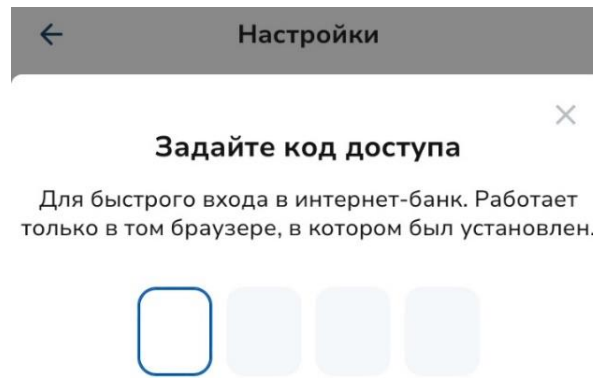 Настройки
Задайте код доступа
Для быстрого входа в интернет-банк. Работает
только в том браузере, в котором был установлен.